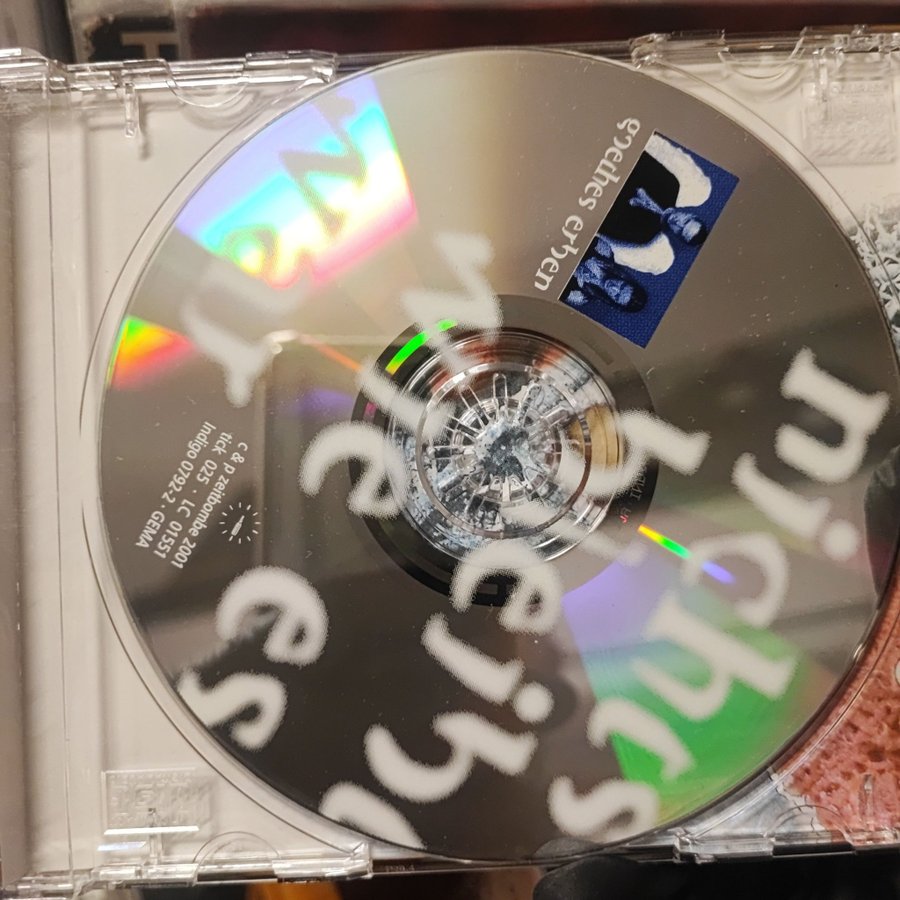 goethes erben
nichts
bleibt
wie
es
war
c & p zeitbombe 2001
tick 025 LC 01551
Indigo 0792-2 · GEMA